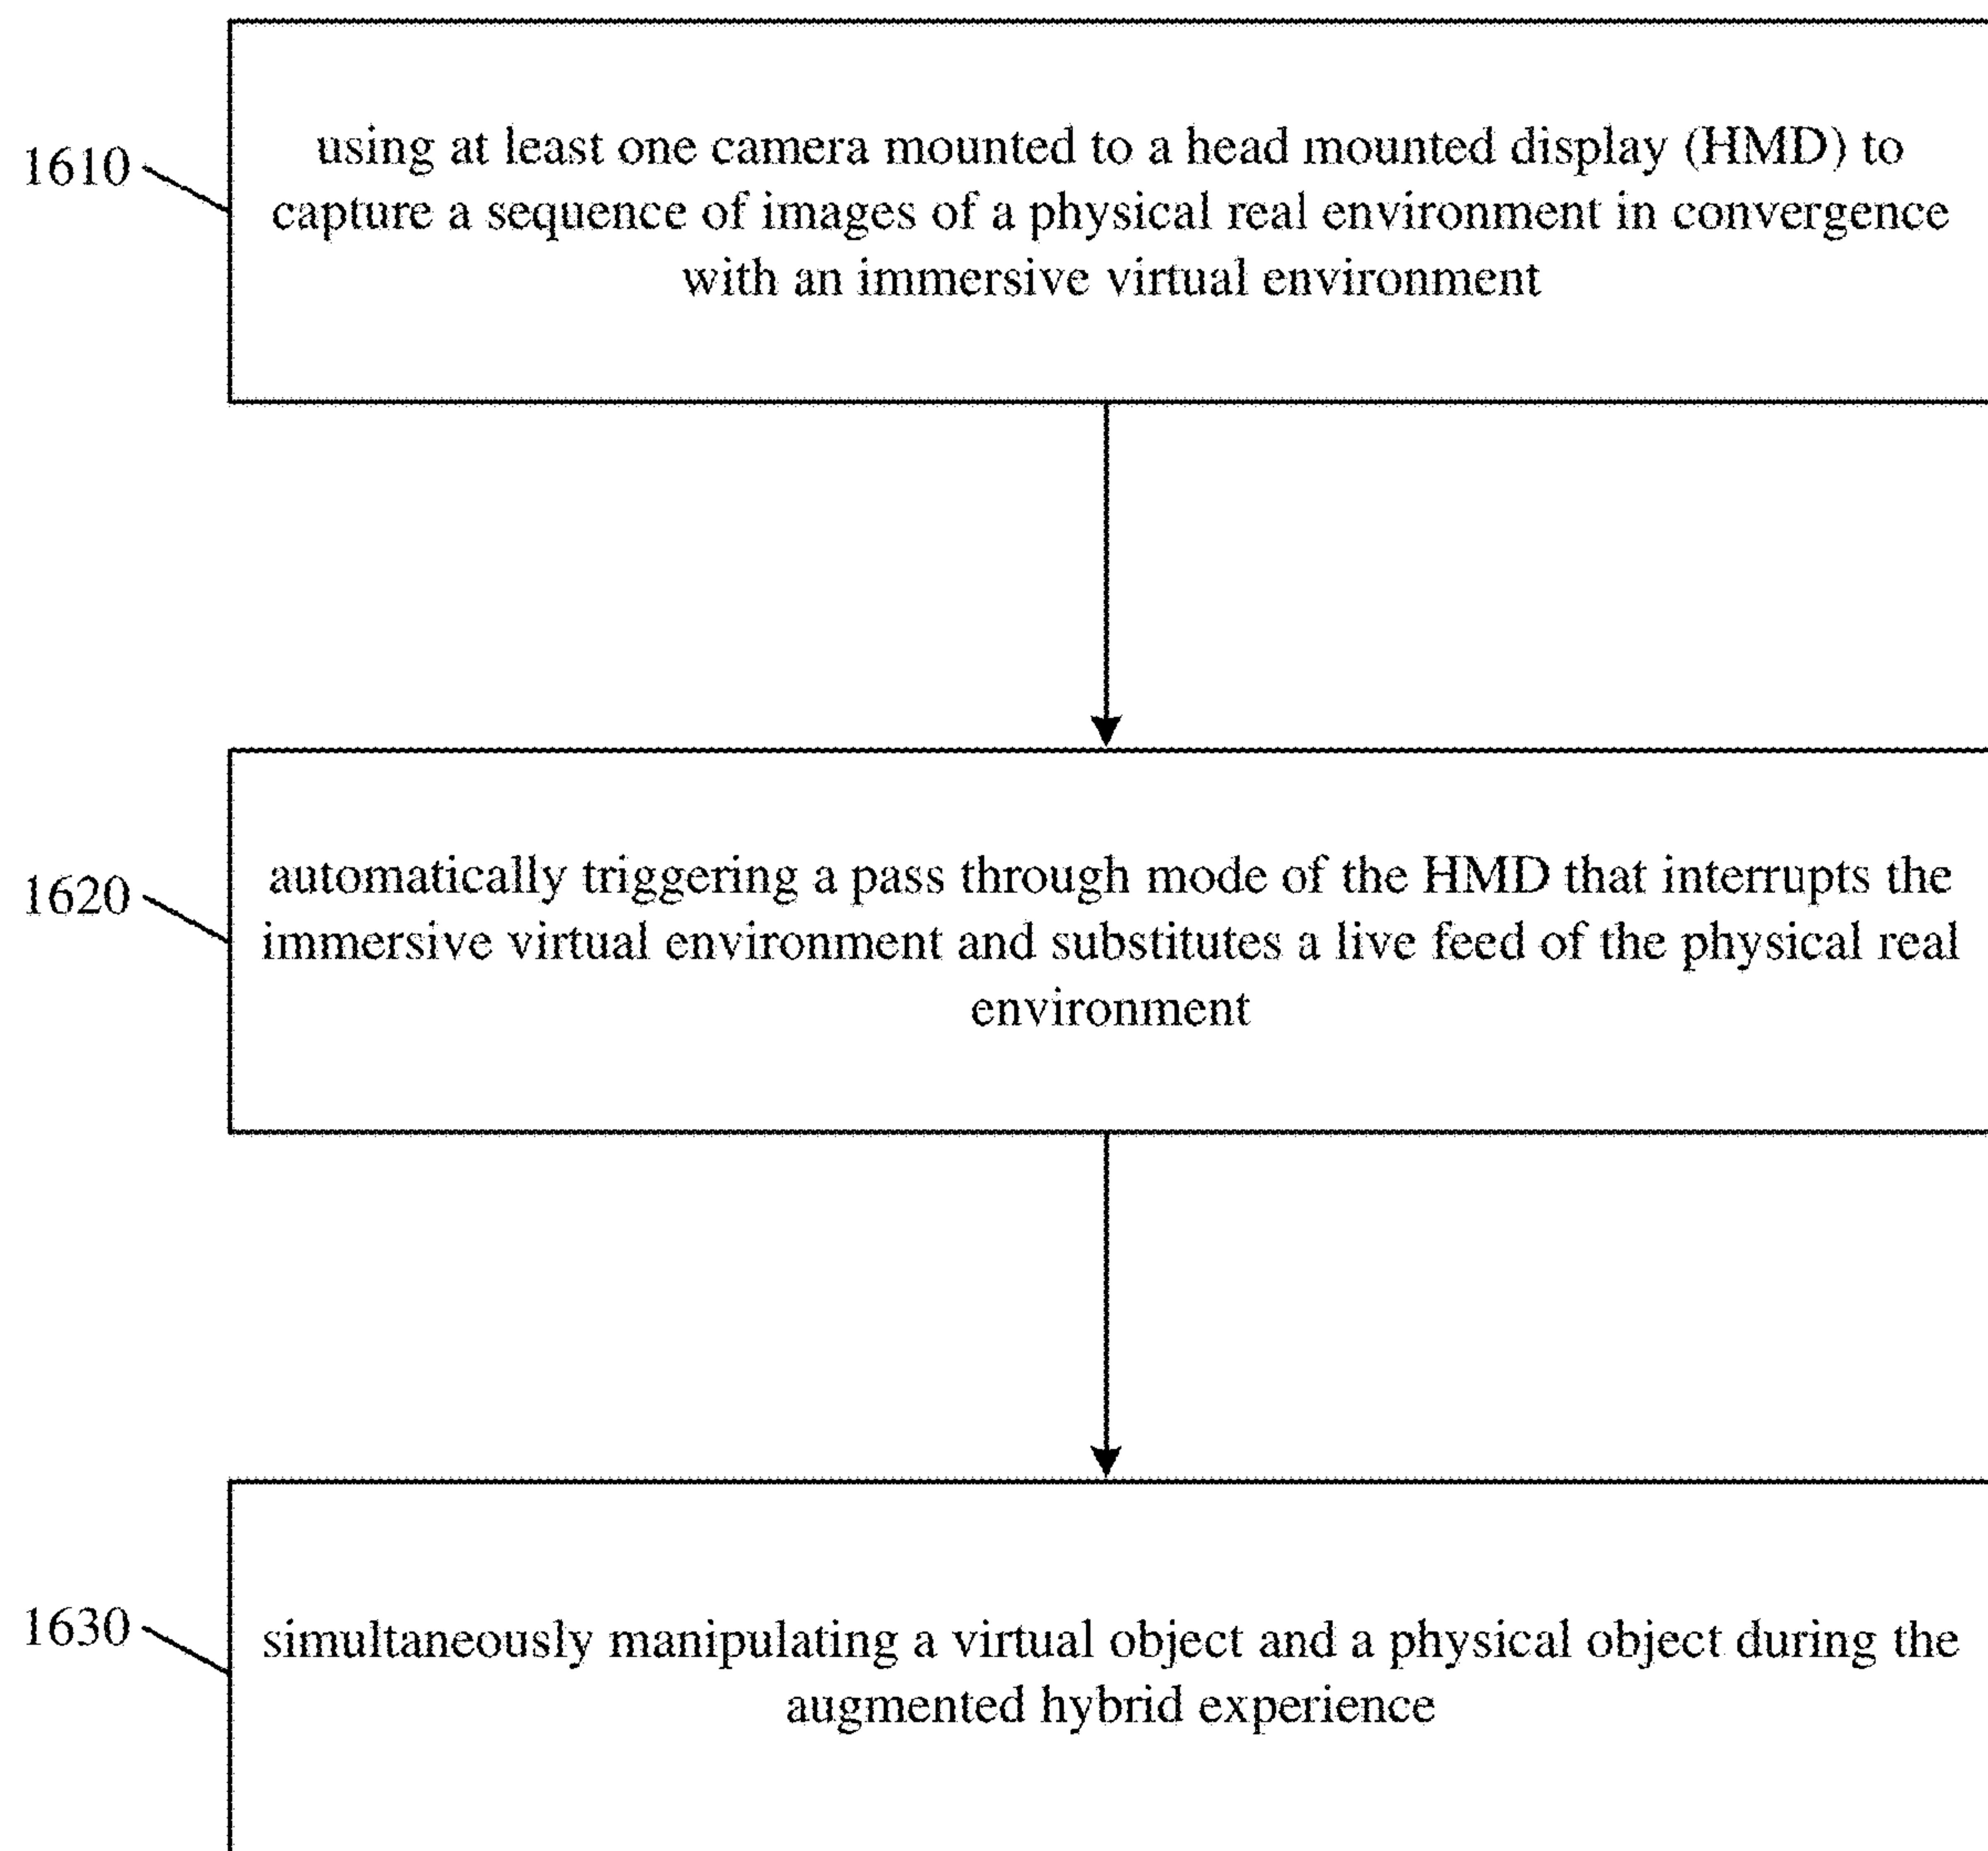 1610
using at least one camera mounted to a head mounted display (HMD) to
capture a sequence of images of a physical real environment in convergence
with an immersive virtual environment
1620
automatically triggering a pass through mode of the HMD that interrupts the
immersive virtual environment and substitutes a live feed of the physical real
environment
1630
simultaneously manipulating a virtual object and a physical object during the
augmented hybrid experience